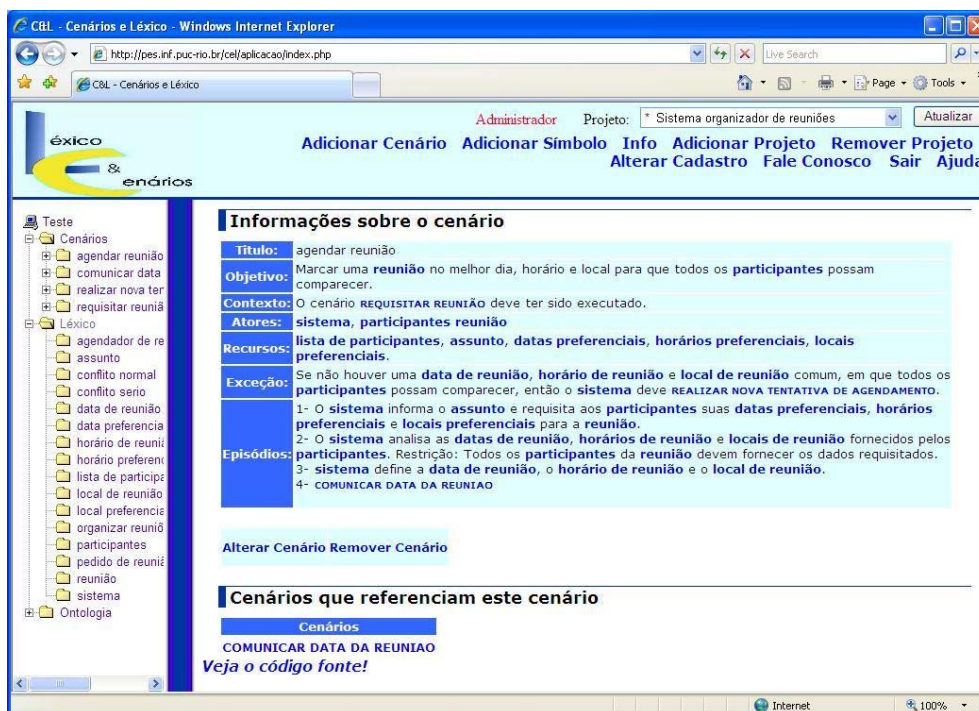 C&L - Cenários e Léxico - Windows Internet Explorer
http://pes.inf.puc-rio.br/cel/aplicacao/index.php
Live Search
C&L - Cenários e Léxico
Page
Tools
éxico
&
enários
Administrador Projeto: * Sistema organizador de reuniões Atualizar
Adicionar Cenário Adicionar Símbolo Info Adicionar Projeto Remover Projeto
Alterar Cadastro Fale Conosco Sair Ajuda
Teste
Cenários
agendar reunião
comunicar data
realizar nova ter
requisitar reuniã
Léxico
agendador de re
assunto
conflito normal
conflito serio
data de reunião
data preferencia
horário de reuniã
horário preferenc
lista de participa
local de reunião
local preferencia
organizar reuniõ
participantes
pedido de reuniã
reunião
sistema
Ontologia
Informações sobre o cenário
Titulo: agendar reunião
Objetivo: Marcar uma reunião no melhor dia, horário e local para que todos os participantes possam
comparecer.
Contexto: O cenário REQUISITAR REUNIÃO deve ter sido executado.
Atores: sistema, participantes reunião
Recursos: lista de participantes, assunto, datas preferenciais, horários preferenciais, locais
preferenciais.
Exceção: Se não houver uma data de reunião, horário de reunião e local de reunião comum, em que todos os
participantes possam comparecer, então o sistema deve REALIZAR NOVA TENTATIVA DE AGENDAMENTO.
Episódios: 1- O sistema informa o assunto e requisita aos participantes suas datas preferenciais, horários
preferenciais e locais preferenciais para a reunião.
2- O sistema analisa as datas de reunião, horários de reunião e locais de reunião fornecidos pelos
participantes. Restrição: Todos os participantes da reunião devem fornecer os dados requisitados.
3- sistema define a data de reunião, o horário de reunião e o local de reunião.
4- COMUNICAR DATA DA REUNIAO
Alterar Cenário Remover Cenário
Cenários que referenciam este cenário
Cenários
COMUNICAR DATA DA REUNIAO
Veja o código fonte!
Internet
100%